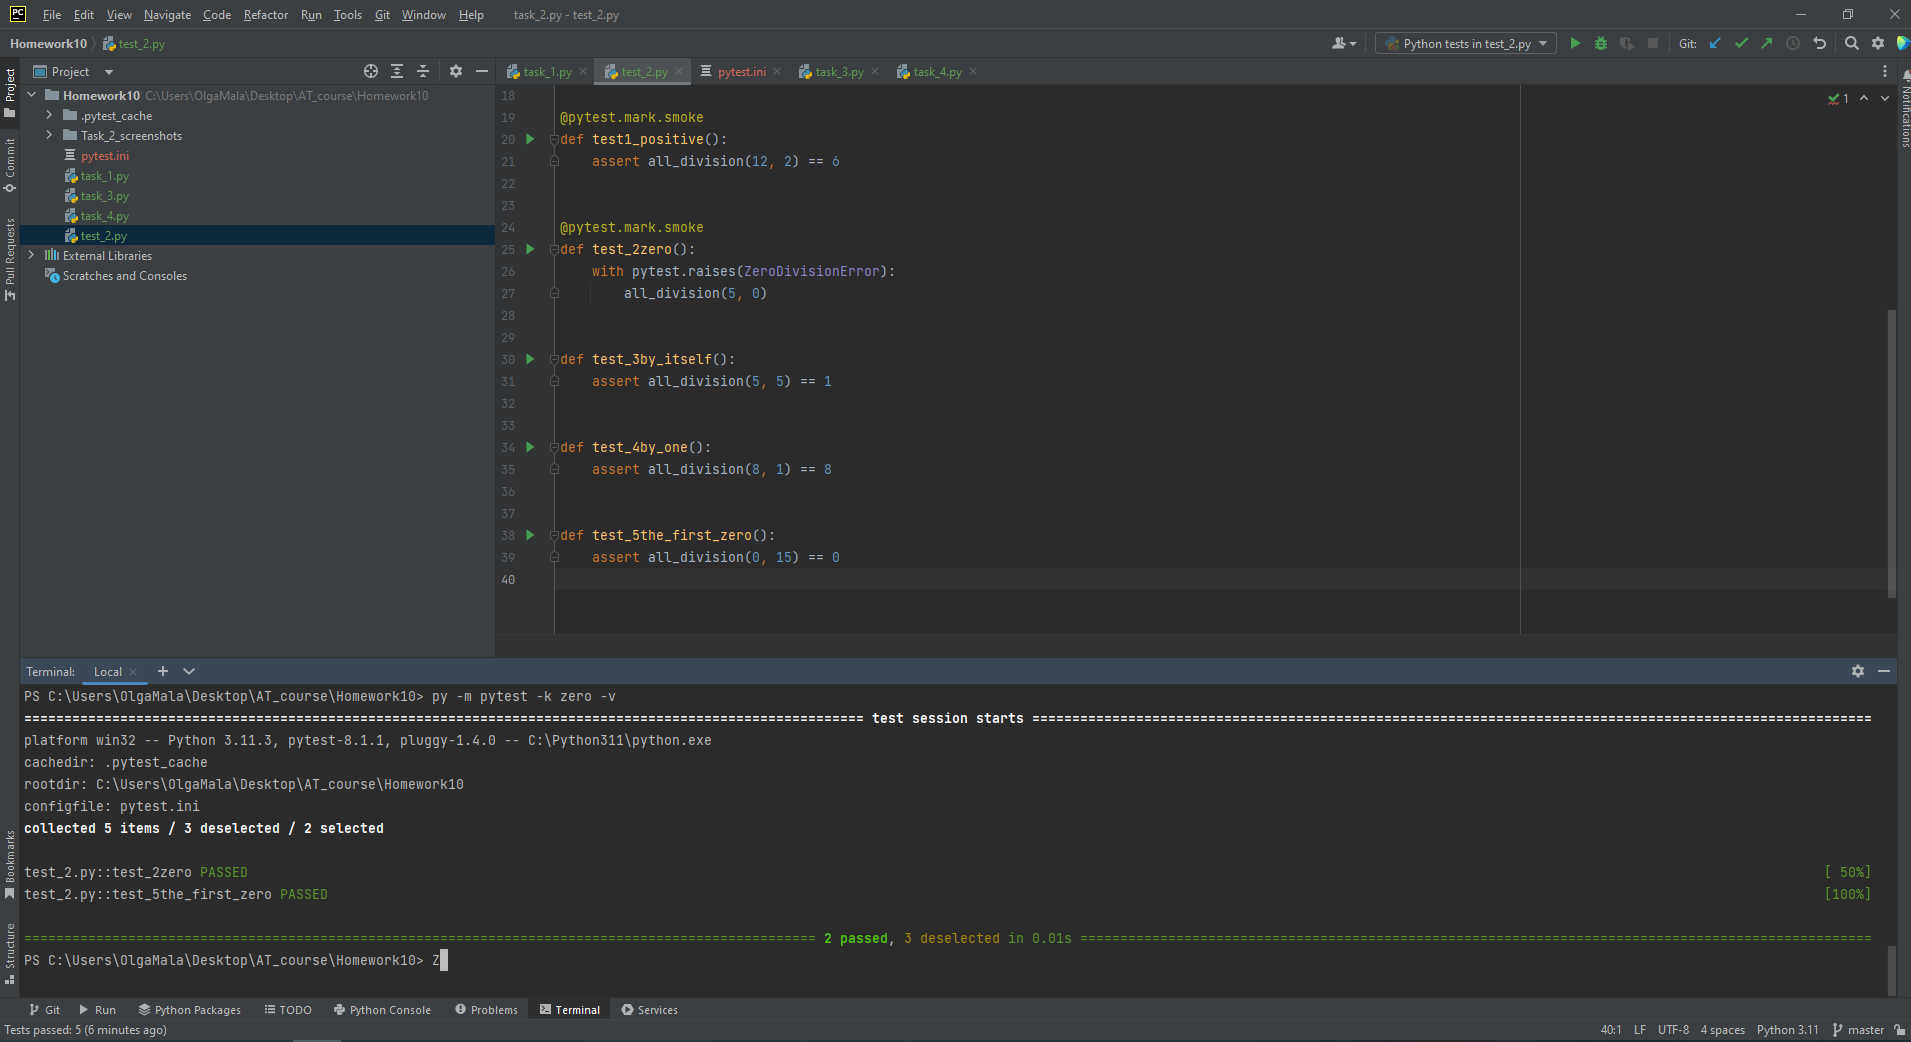 PC File Edit View Navigate Code Refactor Run Tools Git Window Help task_2.py - test_2.py
Homework10 test_2.py Python tests in test_2.py Git:
Project task_1.py test_2.py pytest.ini task_3.py task_4.py
Project
Commit
Pull Requests
Bookmarks
Structure
Notifications
Homework10 C:\Users\OlgaMala\Desktop\AT_course\Homework10
.pytest_cache
Task_2_screenshots
pytest.ini
task_1.py
task_3.py
task_4.py
test_2.py
External Libraries
Scratches and Consoles
1
18
19 @pytest.mark.smoke
20 def test1_positive():
21 assert all_division(12, 2) == 6
22
23
24 @pytest.mark.smoke
25 def test_2zero():
26 with pytest.raises(ZeroDivisionError):
27 all_division(5, 0)
28
29
30 def test_3by_itself():
31 assert all_division(5, 5) == 1
32
33
34 def test_4by_one():
35 assert all_division(8, 1) == 8
36
37
38 def test_5the_first_zero():
39 assert all_division(0, 15) == 0
40
Terminal: Local
PS C:\Users\OlgaMala\Desktop\AT_course\Homework10> py -m pytest -k zero -v
========== test session starts ==========
platform win32 -- Python 3.11.3, pytest-8.1.1, pluggy-1.4.0 -- C:\Python311\python.exe
cachedir: .pytest_cache
rootdir: C:\Users\OlgaMala\Desktop\AT_course\Homework10
configfile: pytest.ini
collected 5 items / 3 deselected / 2 selected
test_2.py::test_2zero PASSED [ 50%]
test_2.py::test_5the_first_zero PASSED [100%]
========== 2 passed, 3 deselected in 0.01s ==========
PS C:\Users\OlgaMala\Desktop\AT_course\Homework10> Z
Git Run Python Packages TODO Python Console Problems Terminal Services
Tests passed: 5 (6 minutes ago) 40:1 LF UTF-8 4 spaces Python 3.11 master